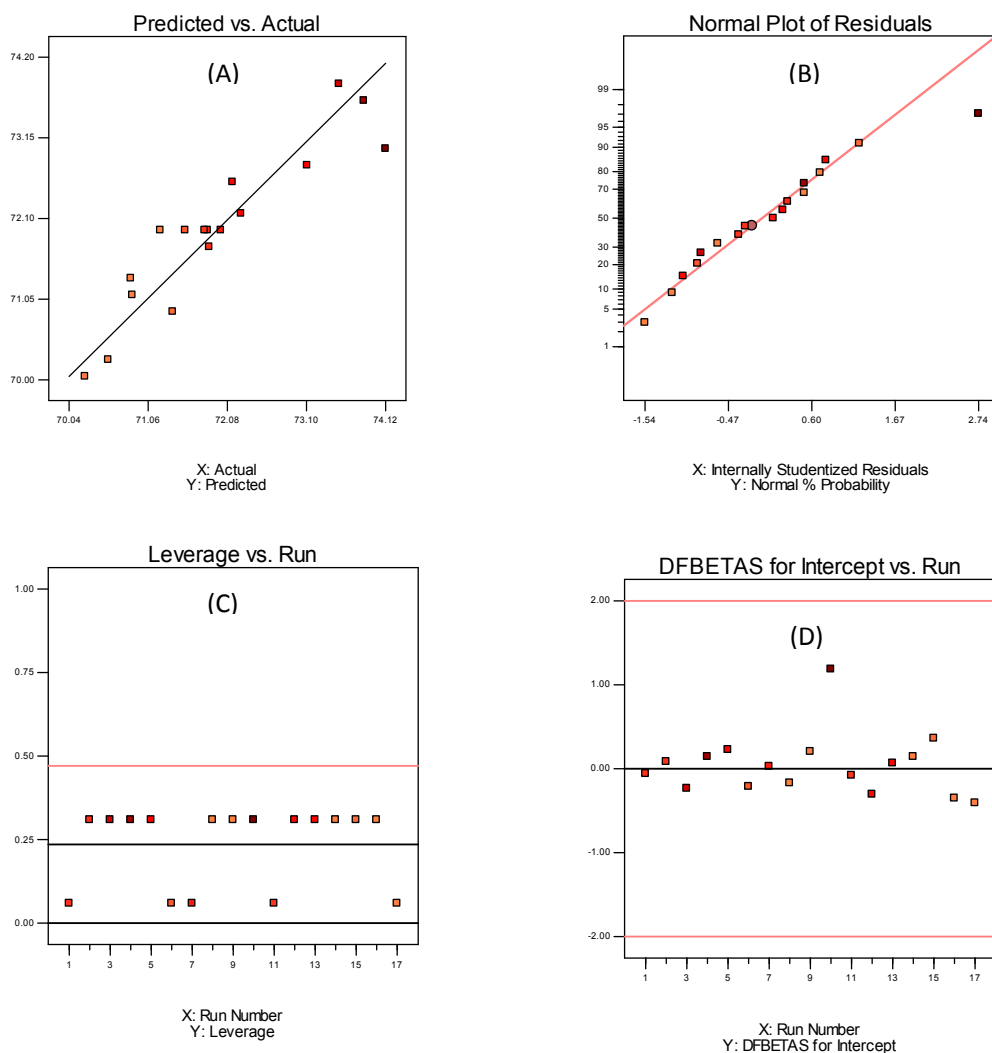 Predicted vs. Actual
(A)
74.20
73.15
72.10
71.05
70.00
70.04 71.06 72.08 73.10 74.12
X: Actual
Y: Predicted
Normal Plot of Residuals
(B)
99
95
90
80
70
50
30
20
10
5
1
-1.54 -0.47 0.60 1.67 2.74
X: Internally Studentized Residuals
Y: Normal % Probability
Leverage vs. Run
(C)
1.00
0.75
0.50
0.25
0.00
1 3 5 7 9 11 13 15 17
X: Run Number
Y: Leverage
DFBETAS for Intercept vs. Run
(D)
2.00
1.00
0.00
-1.00
-2.00
1 3 5 7 9 11 13 15 17
X: Run Number
Y: DFBETAS for Intercept